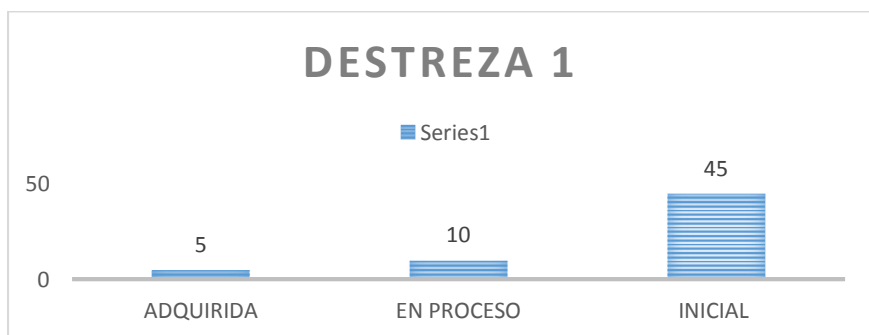 DESTREZA 1
Series1
45
50
10
5
0
ADQUIRIDA EN PROCESO INICIAL